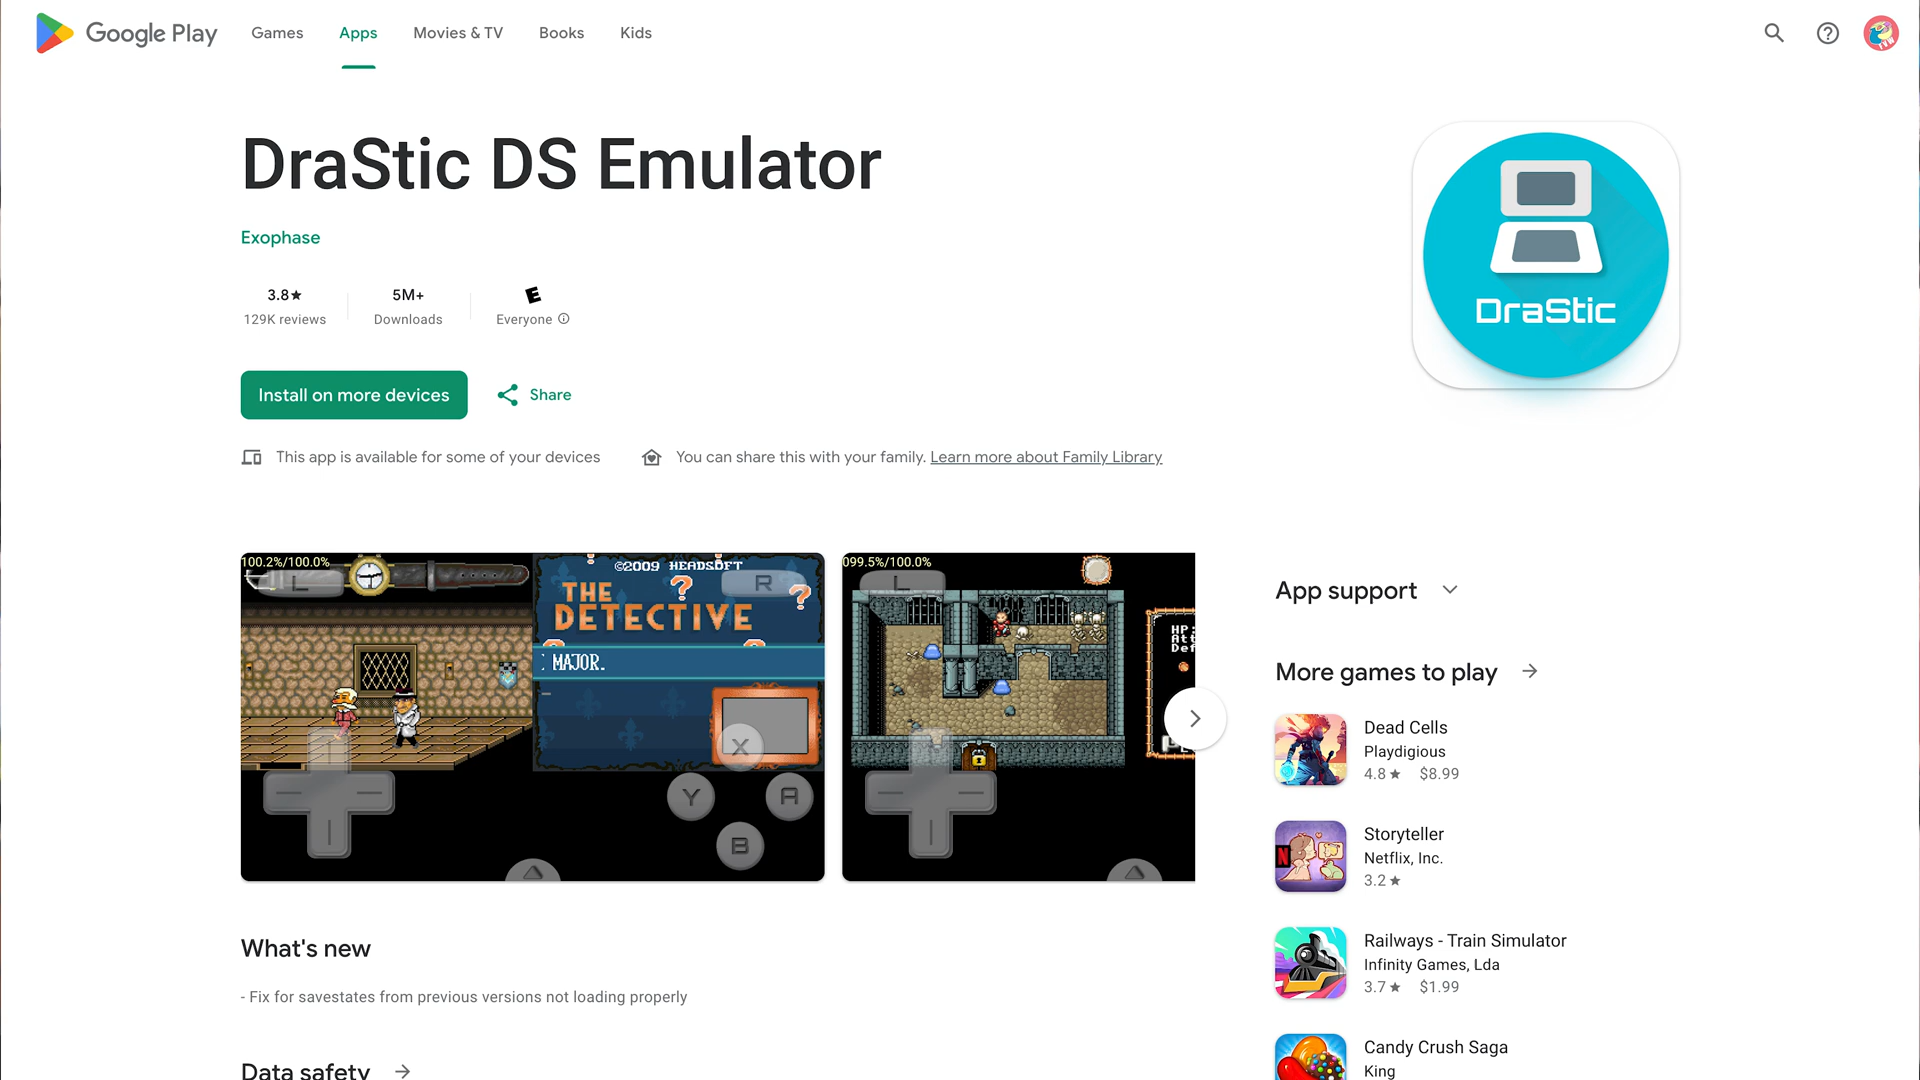 Google Play
Games
Apps
Movies & TV
Books
Kids
DraStic DS Emulator
Exophase
3.8★
129K reviews
5M+
Downloads
E
Everyone
Install on more devices
Share
This app is available for some of your devices
You can share this with your family. Learn more about Family Library
DraStic
100.2%/100.0%
L
©2009 HEADSOFT
R
THE
DETECTIVE
: MAJOR.
X
Y
A
B
099.5%/100.0%
L
HP:
Att
Def
App support
More games to play
Dead Cells
Playdigious
4.8★ $8.99
N
Storyteller
Netflix, Inc.
3.2★
Railways - Train Simulator
Infinity Games, Lda
3.7★ $1.99
Candy Crush Saga
King
What's new
- Fix for savestates from previous versions not loading properly
Data safety